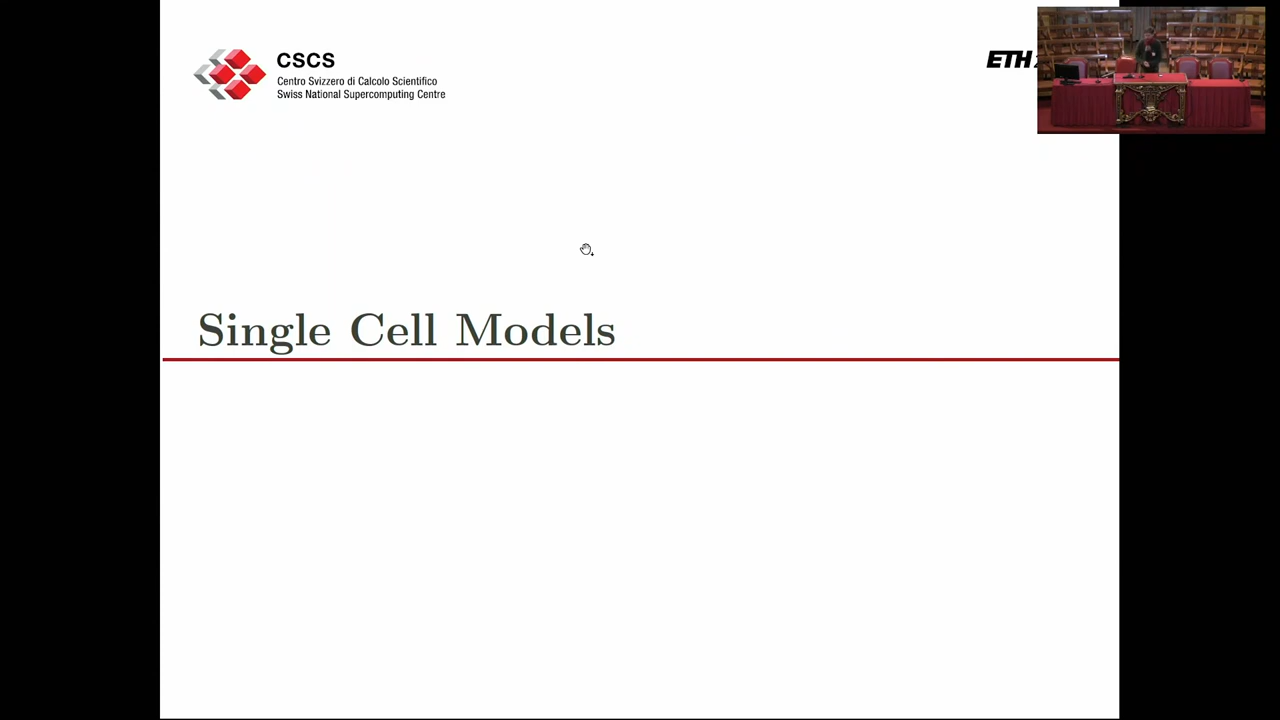 CSCS
Centro Svizzero di Calcolo Scientifico
Swiss National Supercomputing Centre
ETH
Single Cell Models